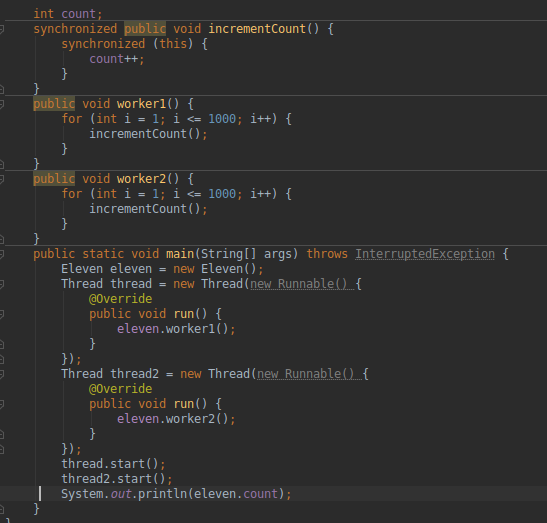 int count;
synchronized public void incrementCount() {
synchronized (this) {
count++;
}
}
public void worker1() {
for (int i = 1; i <= 1000; i++) {
incrementCount();
}
}
public void worker2() {
for (int i = 1; i <= 1000; i++) {
incrementCount();
}
}
public static void main(String[] args) throws InterruptedException {
Eleven eleven = new Eleven();
Thread thread = new Thread(new Runnable() {
@Override
public void run() {
eleven.worker1();
}
});
Thread thread2 = new Thread(new Runnable() {
@Override
public void run() {
eleven.worker2();
}
});
thread.start();
thread2.start();
System.out.println(eleven.count);
}
}